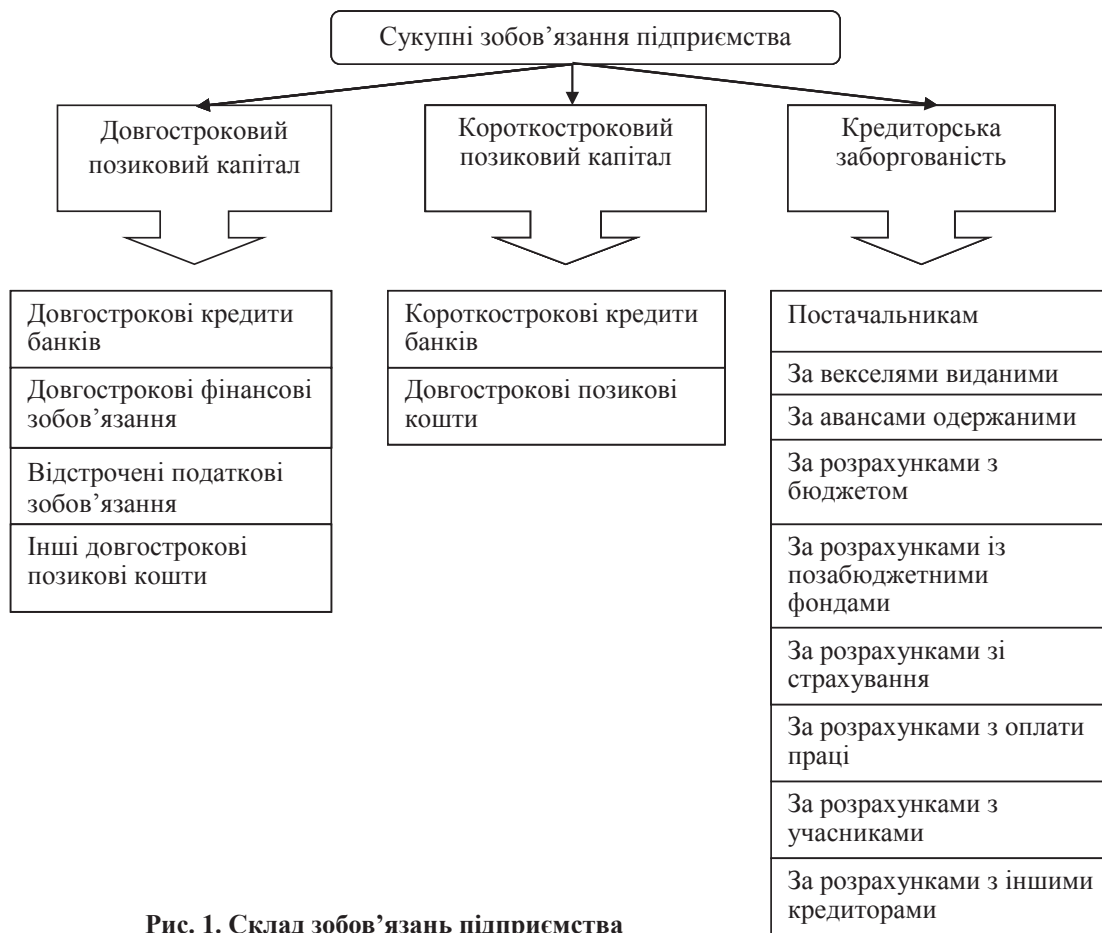 Сукупні зобов’язання підприємства
Довгостроковий
позиковий капітал
Короткостроковий
позиковий капітал
Кредиторська
заборгованість
Довгострокові кредити
банків
Довгострокові фінансові
зобов’язання
Відстрочені податкові
зобов’язання
Інші довгострокові
позикові кошти
Короткострокові кредити
банків
Довгострокові позикові
кошти
Постачальникам
За векселями виданими
За авансами одержаними
За розрахунками з
бюджетом
За розрахунками із
позабюджетними
фондами
За розрахунками зі
страхування
За розрахунками з оплати
праці
За розрахунками з
учасниками
За розрахунками з іншими
кредиторами
Рис. 1. Склад зобов’язань підприємства